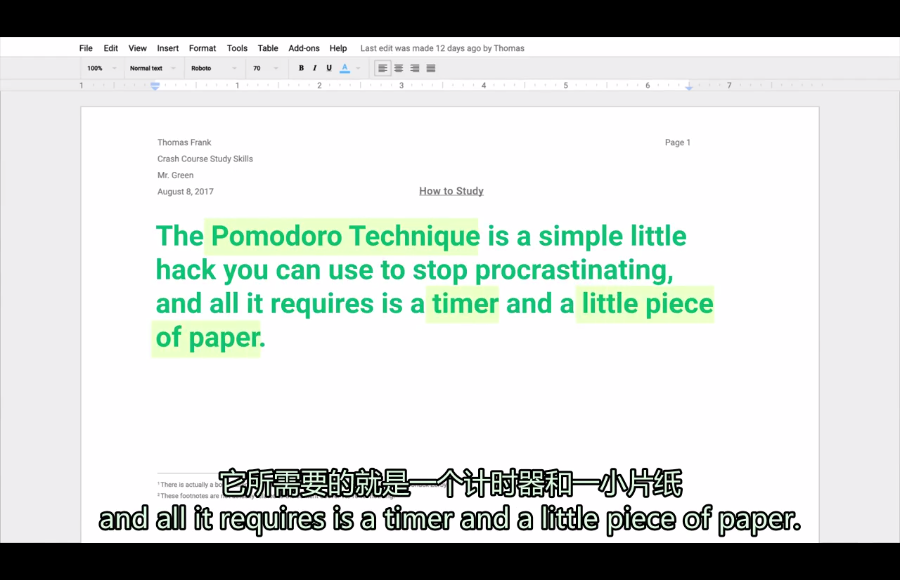 File Edit View Insert Format Tools Table Add-ons Help Last edit was made 12 days ago by Thomas
100% Normal text Roboto 70 B I U A
1 1 2 3 4 5 6 7
Thomas Frank Page 1
Crash Course Study Skills
Mr. Green
August 8, 2017 How to Study
The Pomodoro Technique is a simple little
hack you can use to stop procrastinating,
and all it requires is a timer and a little piece
of paper.
1 There is actually a
2 These footnotes are
它所需要的就是一个计时器和一小片纸
and all it requires is a timer and a little piece of paper.